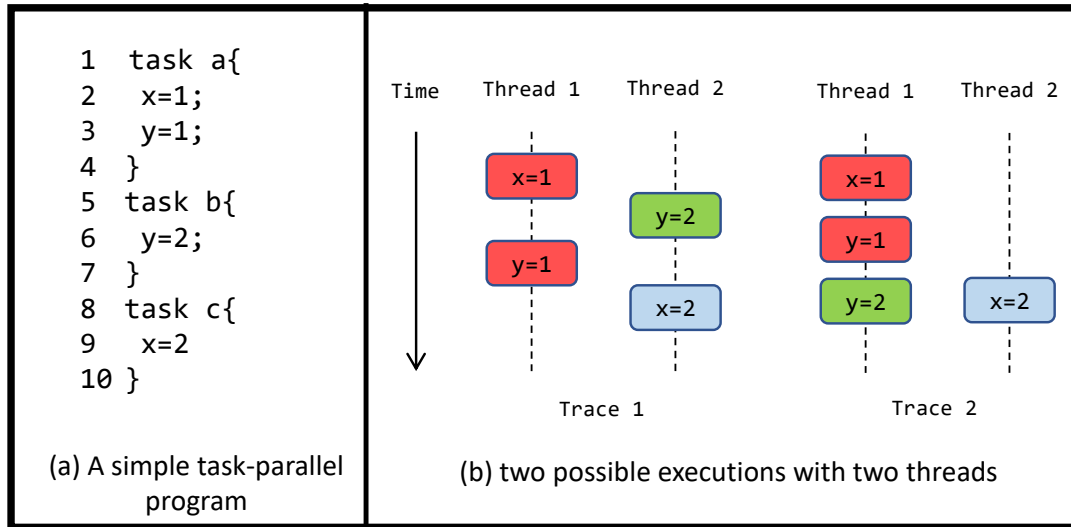 1 task a{
2 x=1;
3 y=1;
4 }
5 task b{
6 y=2;
7 }
8 task c{
9 x=2
10 }
(a) A simple task-parallel
program
Time Thread 1 Thread 2 Thread 1 Thread 2
x=1 x=1
y=2
y=1 y=1
x=2 y=2 x=2
Trace 1 Trace 2
(b) two possible executions with two threads